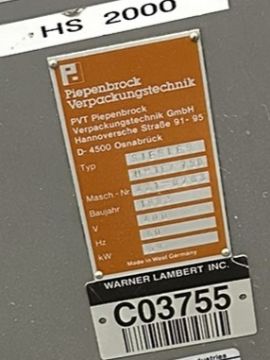 HS 2000
Piepenbrock
Verpackungstechnik
PVT Piepenbrock
Verpackungstechnik GmbH
Hannoversche Straße 91-95
D-4500 Osnabrück
Typ
Masch-Nr
Baujahr
V
Hz
kW
Made in West Germany
WARNER LAMBERT INC.
C03755
Industries